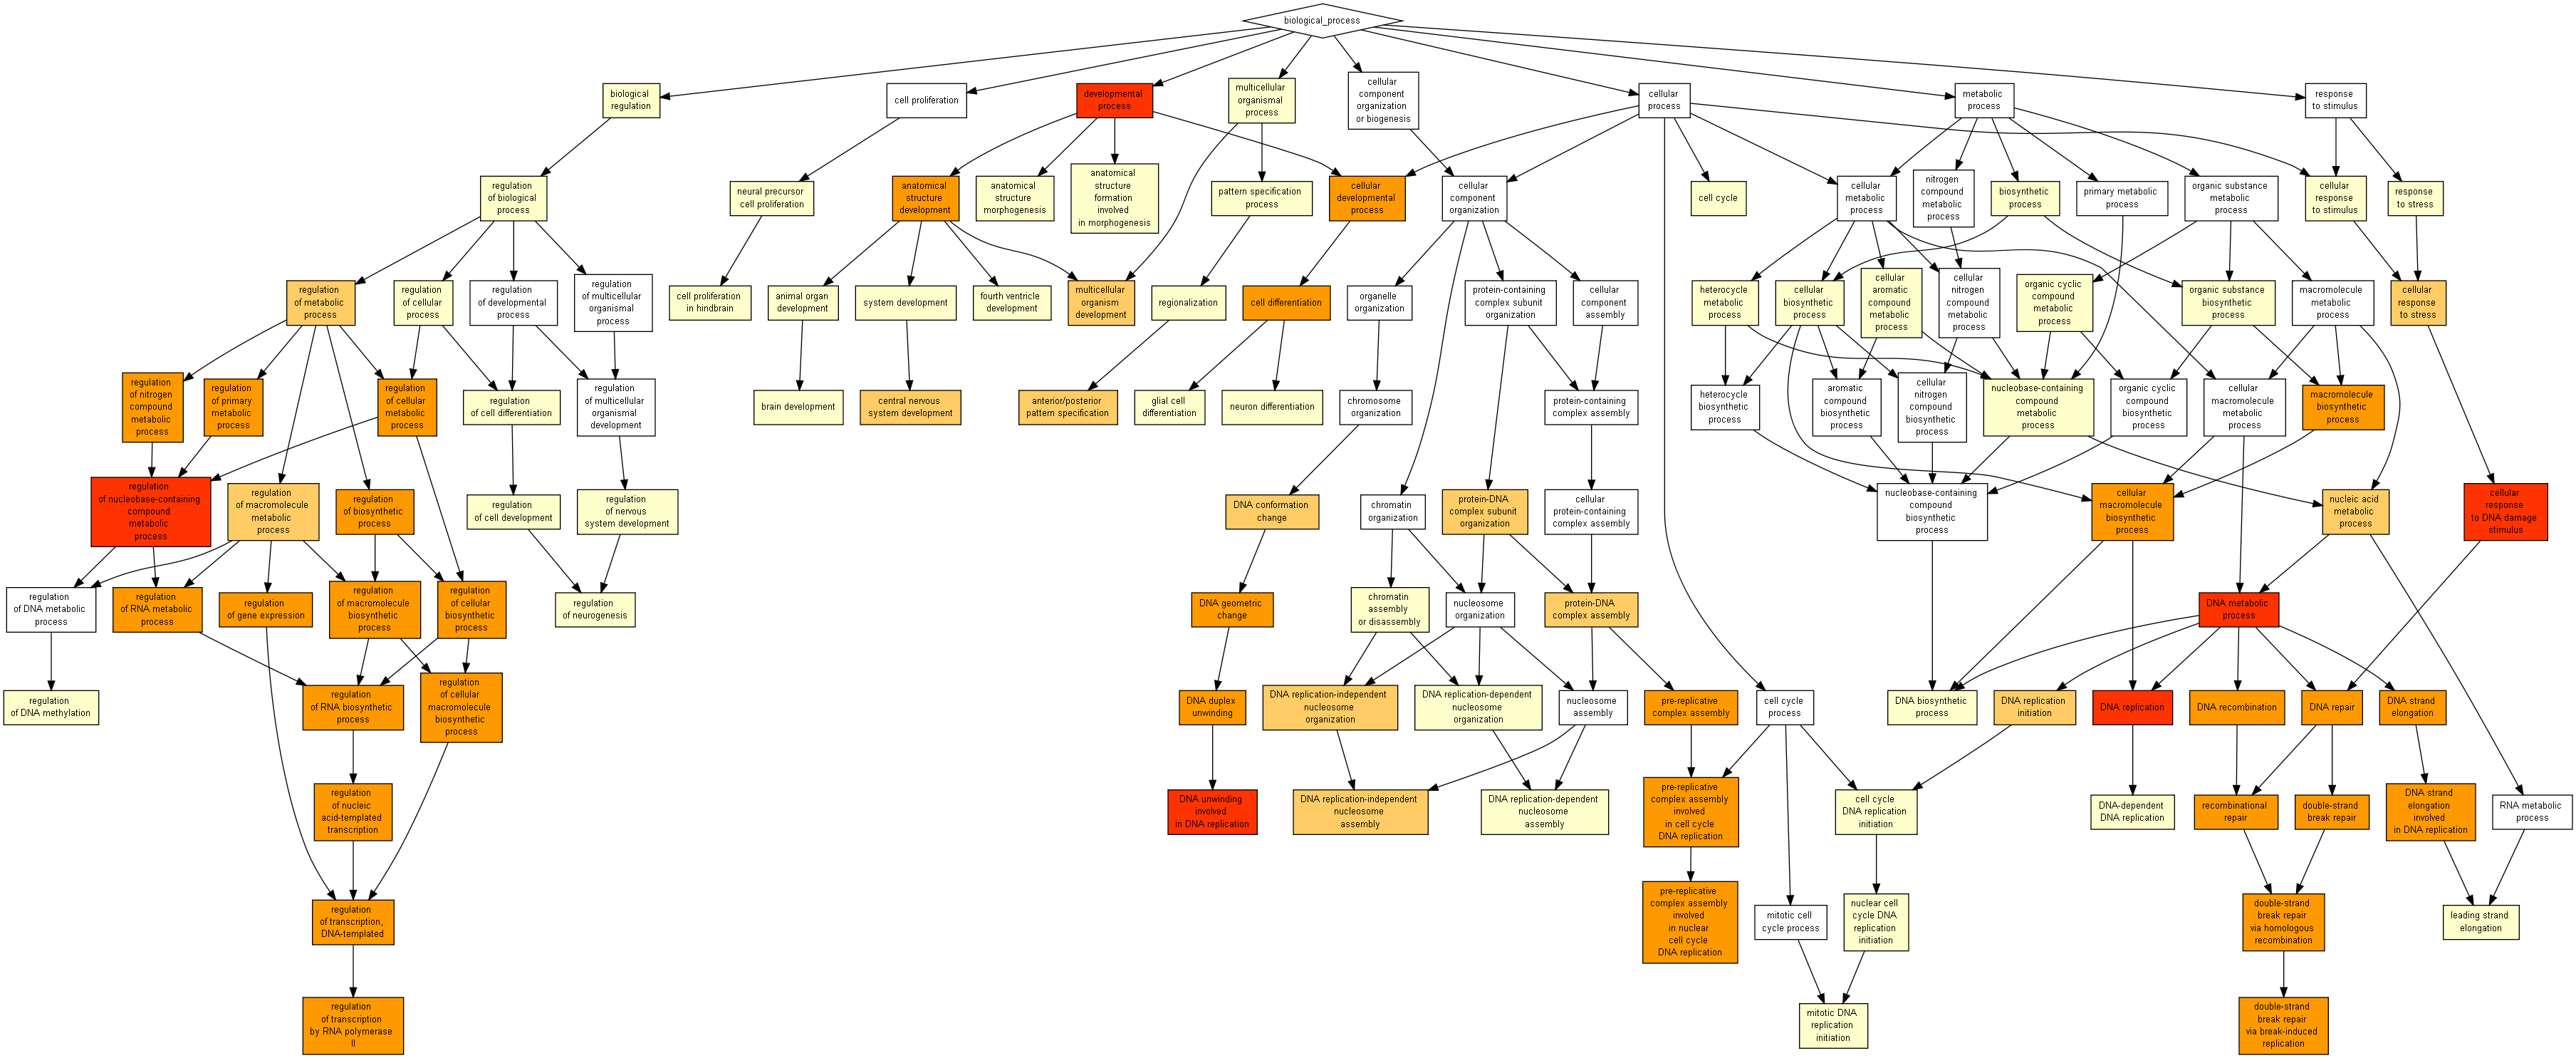 biological_process
biological
regulation
cell proliferation
developmental
process
multicellular
organismal
process
cellular
component
organization
or biogenesis
cellular
process
metabolic
process
response
to stimulus
regulation
of biological
process
neural precursor
cell proliferation
anatomical
structure
development
anatomical
structure
morphogenesis
anatomical
structure
formation
involved
in morphogenesis
pattern specification
process
cellular
developmental
process
cellular
component
organization
cell cycle
cellular
metabolic
process
nitrogen
compound
metabolic
process
biosynthetic
process
primary metabolic
process
organic substance
metabolic
process
cellular
response
to stimulus
response
to stress
regulation
of metabolic
process
regulation
of cellular
process
regulation
of developmental
process
regulation
of multicellular
organismal
process
cell proliferation
in hindbrain
animal organ
development
system development
fourth ventricle
development
multicellular
organism
development
regionalization
cell differentiation
organelle
organization
protein-containing
complex subunit
organization
cellular
component
assembly
heterocycle
metabolic
process
cellular
biosynthetic
process
cellular
aromatic
compound
metabolic
process
cellular
nitrogen
compound
metabolic
process
organic cyclic
compound
metabolic
process
organic substance
biosynthetic
process
macromolecule
metabolic
process
cellular
response
to stress
regulation
of nitrogen
compound
metabolic
process
regulation
of primary
metabolic
process
regulation
of cellular
metabolic
process
regulation
of cell differentiation
regulation
of multicellular
organismal
development
brain development
central nervous
system development
anterior/posterior
pattern specification
glial cell
differentiation
neuron differentiation
chromosome
organization
protein-containing
complex assembly
heterocycle
biosynthetic
process
aromatic
compound
biosynthetic
process
cellular
nitrogen
compound
biosynthetic
process
nucleobase-containing
compound
metabolic
process
organic cyclic
compound
biosynthetic
process
cellular
macromolecule
metabolic
process
macromolecule
biosynthetic
process
regulation
of nucleobase-containing
compound
metabolic
process
regulation
of macromolecule
metabolic
process
regulation
of biosynthetic
process
regulation
of cell development
regulation
of nervous
system development
DNA conformation
change
chromatin
organization
protein-DNA
complex subunit
organization
cellular
protein-containing
complex assembly
nucleobase-containing
compound
biosynthetic
process
cellular
macromolecule
biosynthetic
process
nucleic acid
metabolic
process
cellular
response
to DNA damage
stimulus
regulation
of DNA metabolic
process
regulation
of RNA metabolic
process
regulation
of gene expression
regulation
of macromolecule
biosynthetic
process
regulation
of cellular
biosynthetic
process
regulation
of neurogenesis
DNA geometric
change
chromatin
assembly
or disassembly
nucleosome
organization
protein-DNA
complex assembly
DNA metabolic
process
regulation
of DNA methylation
regulation
of RNA biosynthetic
process
regulation
of cellular
macromolecule
biosynthetic
process
DNA duplex
unwinding
DNA replication-independent
nucleosome
organization
DNA replication-dependent
nucleosome
organization
nucleosome
assembly
pre-replicative
complex assembly
cell cycle
process
DNA biosynthetic
process
DNA replication
initiation
DNA replication
DNA recombination
DNA repair
DNA strand
elongation
regulation
of nucleic
acid-templated
transcription
DNA unwinding
involved
in DNA replication
DNA replication-independent
nucleosome
assembly
DNA replication-dependent
nucleosome
assembly
pre-replicative
complex assembly
involved
in cell cycle
DNA replication
cell cycle
DNA replication
initiation
DNA-dependent
DNA replication
recombinational
repair
double-strand
break repair
DNA strand
elongation
involved
in DNA replication
RNA metabolic
process
regulation
of transcription,
DNA-templated
pre-replicative
complex assembly
involved
in nuclear
cell cycle
DNA replication
mitotic cell
cycle process
nuclear cell
cycle DNA
replication
initiation
double-strand
break repair
via homologous
recombination
leading strand
elongation
regulation
of transcription
by RNA polymerase
II
mitotic DNA
replication
initiation
double-strand
break repair
via break-induced
replication